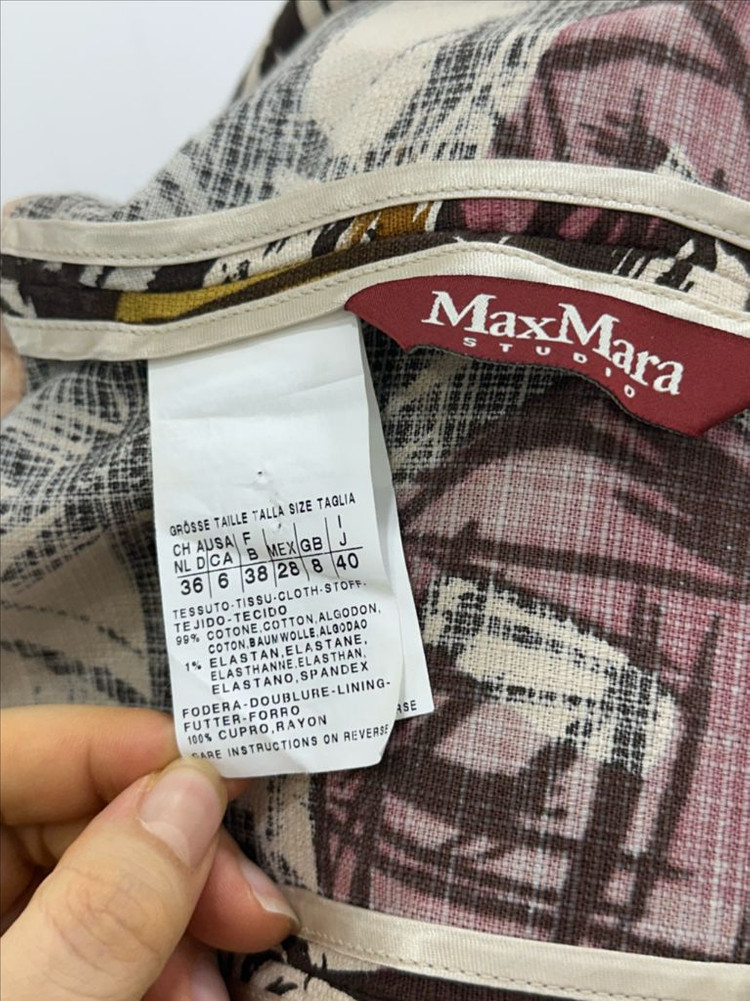 MaxMara
STUDIO
GRÖSSE TAILLE TALLA SIZE TAGLIA
CH A USA F I
NL D CA B MEX GB J
36 6 38 28 8 40
TESSUTO-TISSU-CLOTH-STOFF-
TEJIDO-TECIDO
99% COTONE,COTTON,ALGODON,
COTON,BAUMWOLLE,ALGODAO
1% ELASTAN,ELASTANE,
ELASTHANNE,ELASTHAN,
ELASTANO,SPANDEX
FODERA-DOUBLURE-LINING-
FUTTER-FORRO
100% CUPRO,RAYON
CARE INSTRUCTIONS ON REVERSE
RSE